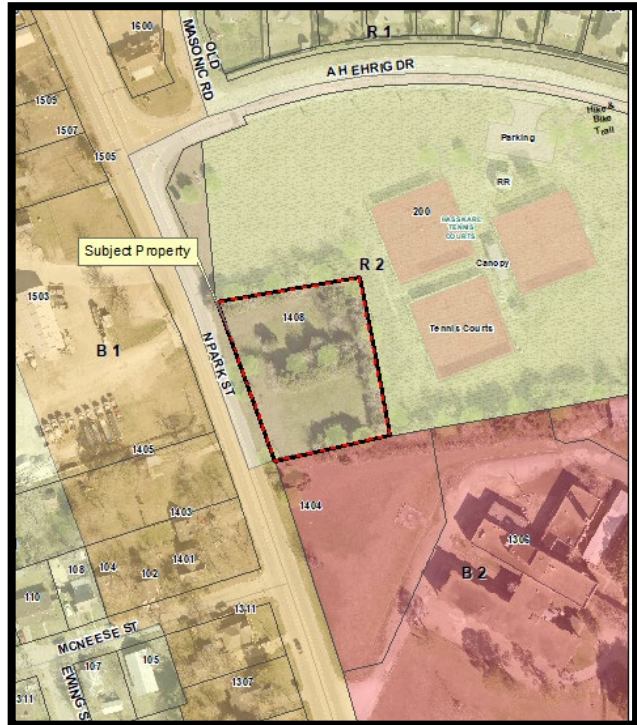 1600
R 1
OLD
MASONIC RD
A H EHRIG DR
1509
1507
1505
Parking
Hike &
Bike
Trail
RR
200
TENNIS
COURTS
Canopy
Subject Property
R 2
1503
1408
N PARK ST
Tennis Courts
B 1
1405
1404
1403
1306
108
104
102
1401
B 2
110
1311
MCNEESE ST
107
105
1307
EWING S
311